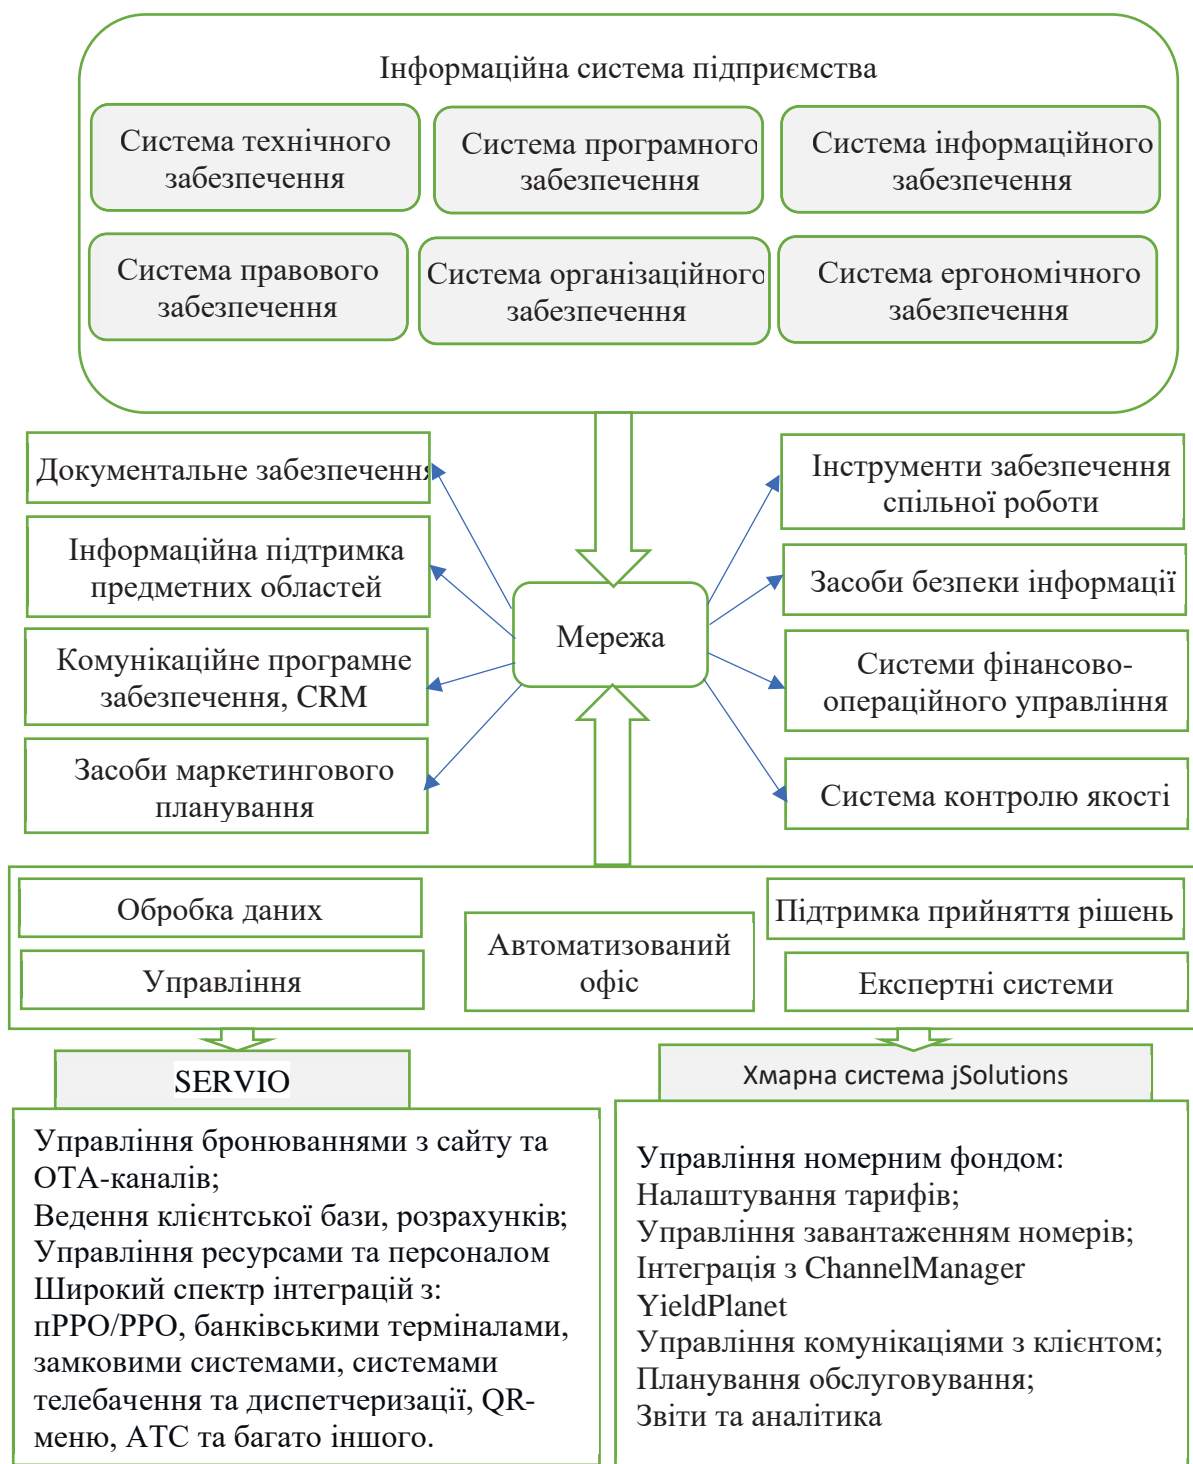 Інформаційна система підприємства
Система технічного
забезпечення
Система програмного
забезпечення
Система інформаційного
забезпечення
Система правового
забезпечення
Система організаційного
забезпечення
Система ергономічного
забезпечення
Документальне забезпечення
Інформаційна підтримка
предметних областей
Комунікаційне програмне
забезпечення, CRM
Засоби маркетингового
планування
Мережа
Інструменти забезпечення
спільної роботи
Засоби безпеки інформації
Системи фінансово-
операційного управління
Система контролю якості
Обробка даних
Управління
Автоматизований
офіс
Підтримка прийняття рішень
Експертні системи
SERVIO
Управління бронюваннями з сайту та
ОТА-каналів;
Ведення клієнтської бази, розрахунків;
Управління ресурсами та персоналом
Широкий спектр інтеграцій з:
пРРО/РРО, банківськими терміналами,
замковими системами, системами
телебачення та диспетчеризації, QR-
меню, АТС та багато іншого.
Хмарна система jSolutions
Управління номерним фондом:
Налаштування тарифів;
Управління завантаженням номерів;
Інтеграція з ChannelManager
YieldPlanet
Управління комунікаціями з клієнтом;
Планування обслуговування;
Звіти та аналітика